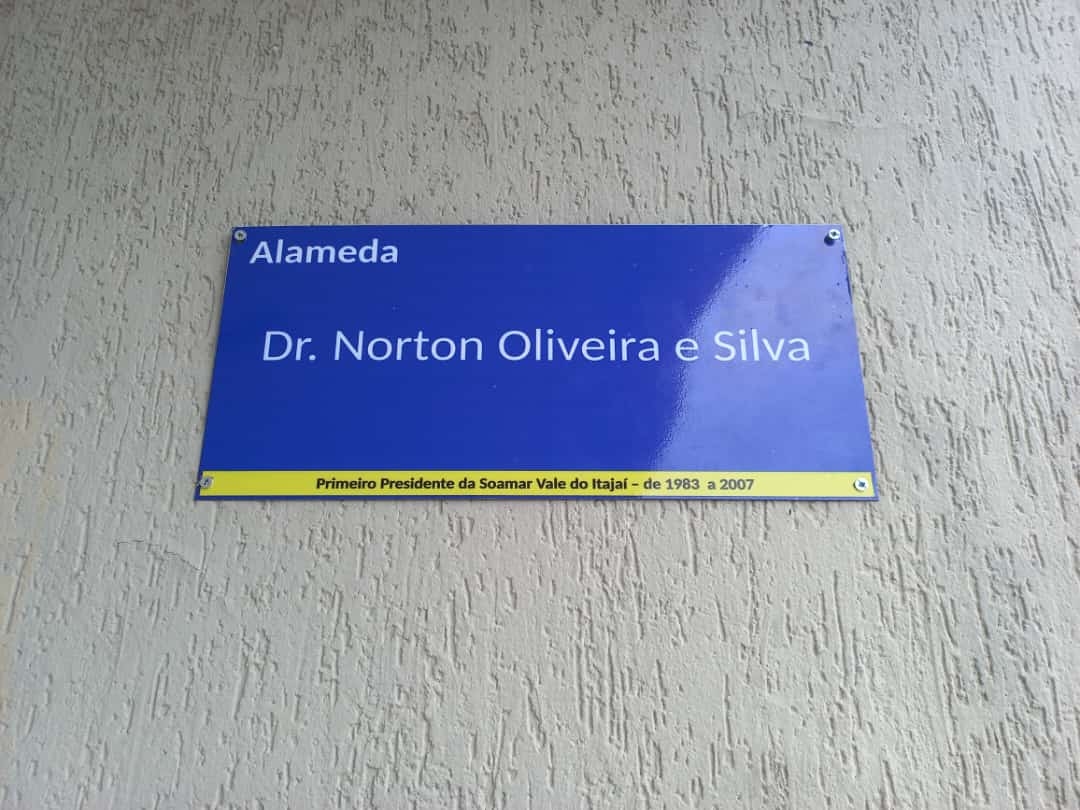 Alameda
Dr. Norton Oliveira e Silva
Primeiro Presidente da Soamar Vale do Itajaí – de 1983 a 2007